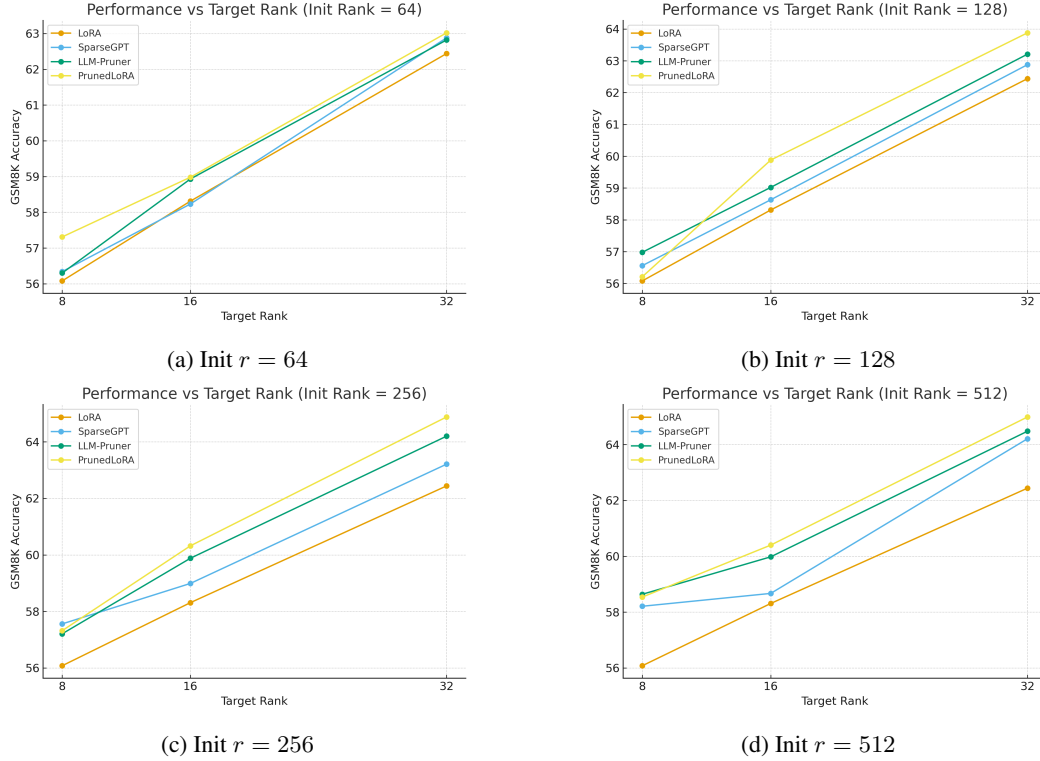 Performance vs Target Rank (Init Rank = 64)
LoRA
SparseGPT
LLM-Pruner
PrunedLoRA
GSM8K Accuracy
63
62
61
60
59
58
57
56
8
16
32
Target Rank
(a) Init r = 64
Performance vs Target Rank (Init Rank = 128)
LoRA
SparseGPT
LLM-Pruner
PrunedLoRA
GSM8K Accuracy
64
63
62
61
60
59
58
57
56
8
16
32
Target Rank
(b) Init r = 128
Performance vs Target Rank (Init Rank = 256)
LoRA
SparseGPT
LLM-Pruner
PrunedLoRA
GSM8K Accuracy
64
62
60
58
56
8
16
32
Target Rank
(c) Init r = 256
Performance vs Target Rank (Init Rank = 512)
LoRA
SparseGPT
LLM-Pruner
PrunedLoRA
GSM8K Accuracy
64
62
60
58
56
8
16
32
Target Rank
(d) Init r = 512